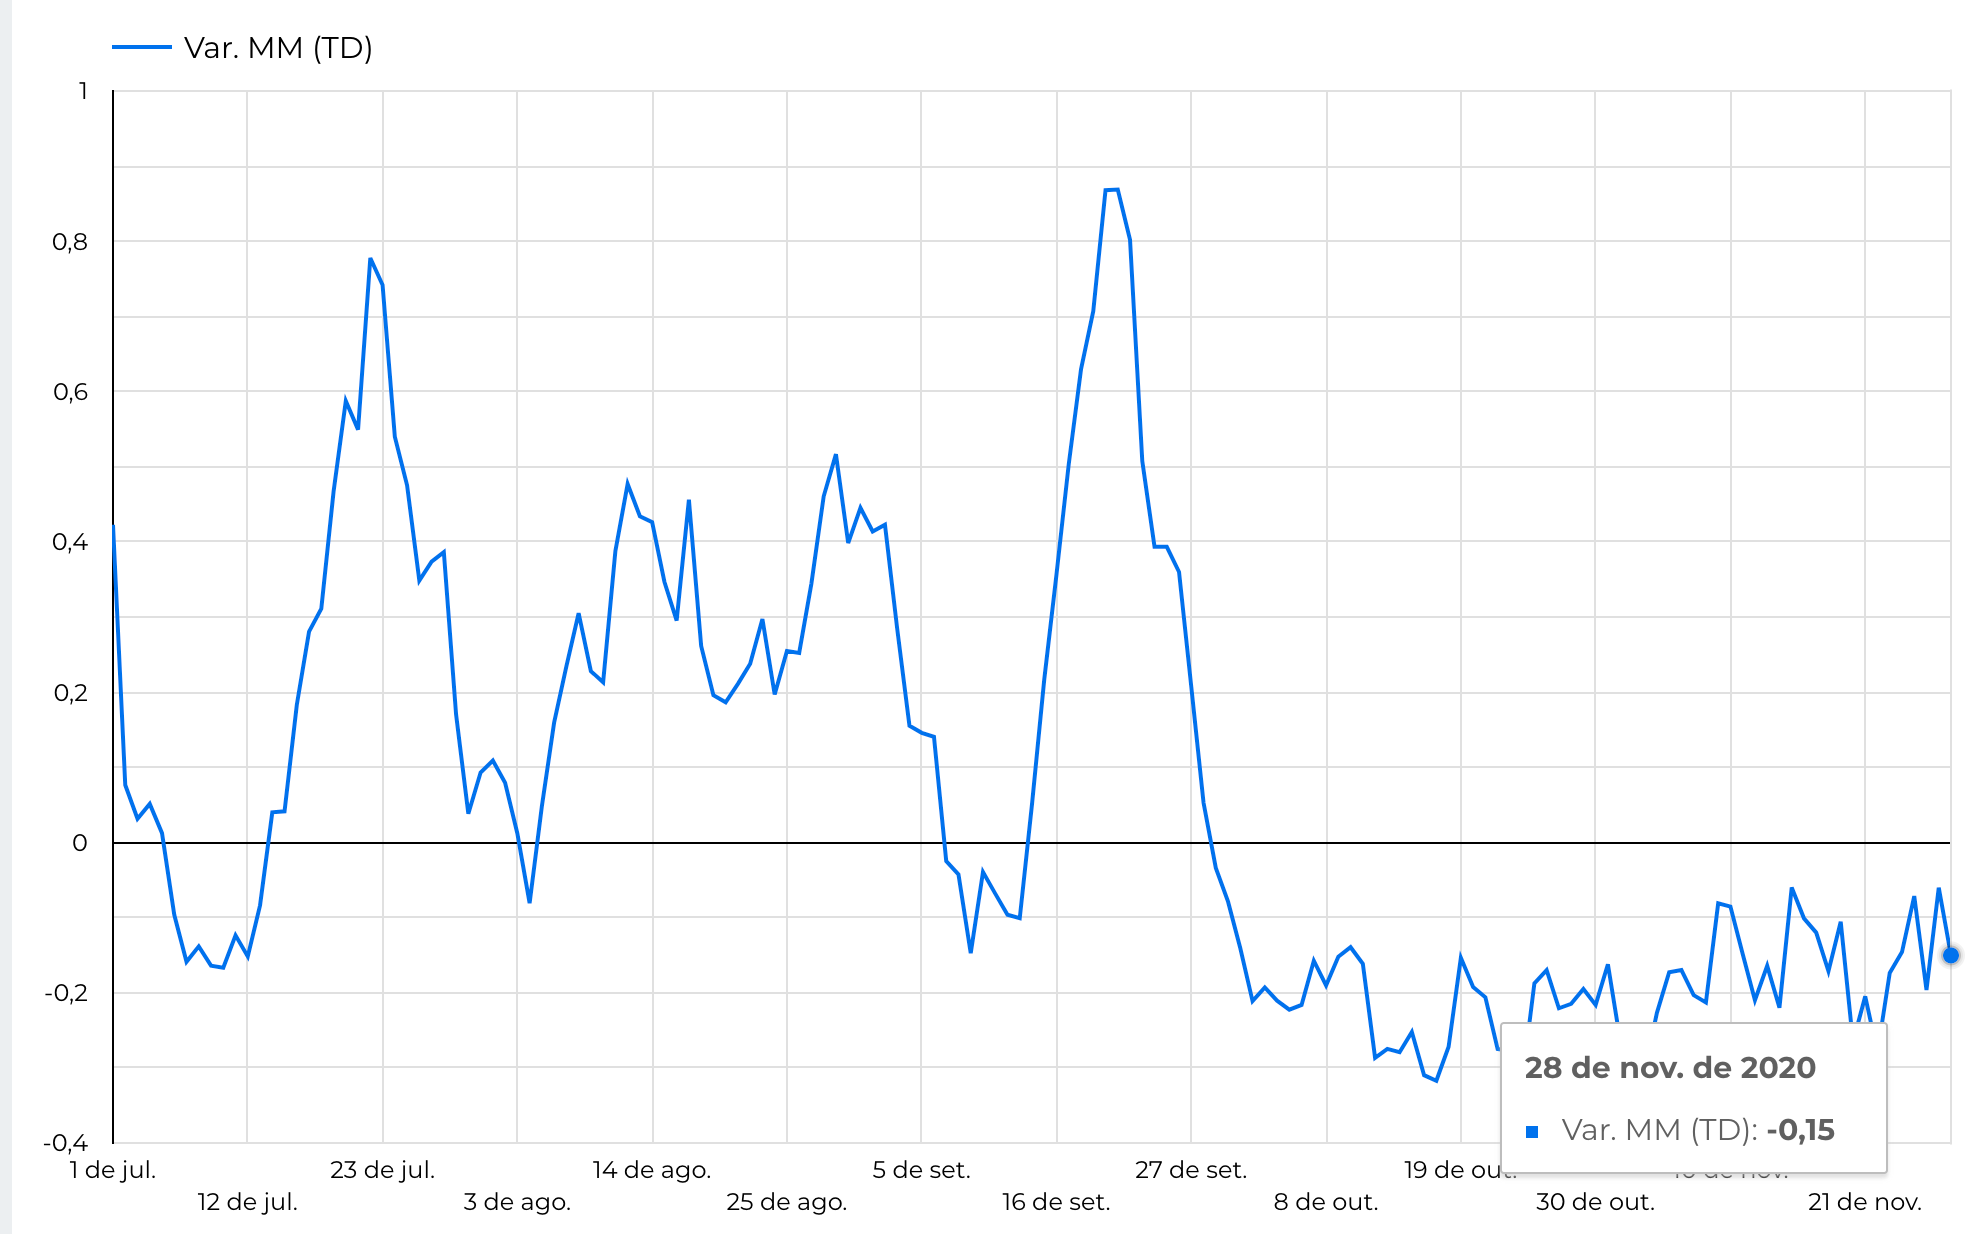 Var. MM (TD)
1
0,8
0,6
0,4
0,2
0
-0,2
-0,4
28 de nov. de 2020
Var. MM (TD): -0,15
1 de jul.
12 de jul.
23 de jul.
3 de ago.
14 de ago.
25 de ago.
5 de set.
16 de set.
27 de set.
8 de out.
19 de out.
30 de out.
21 de nov.